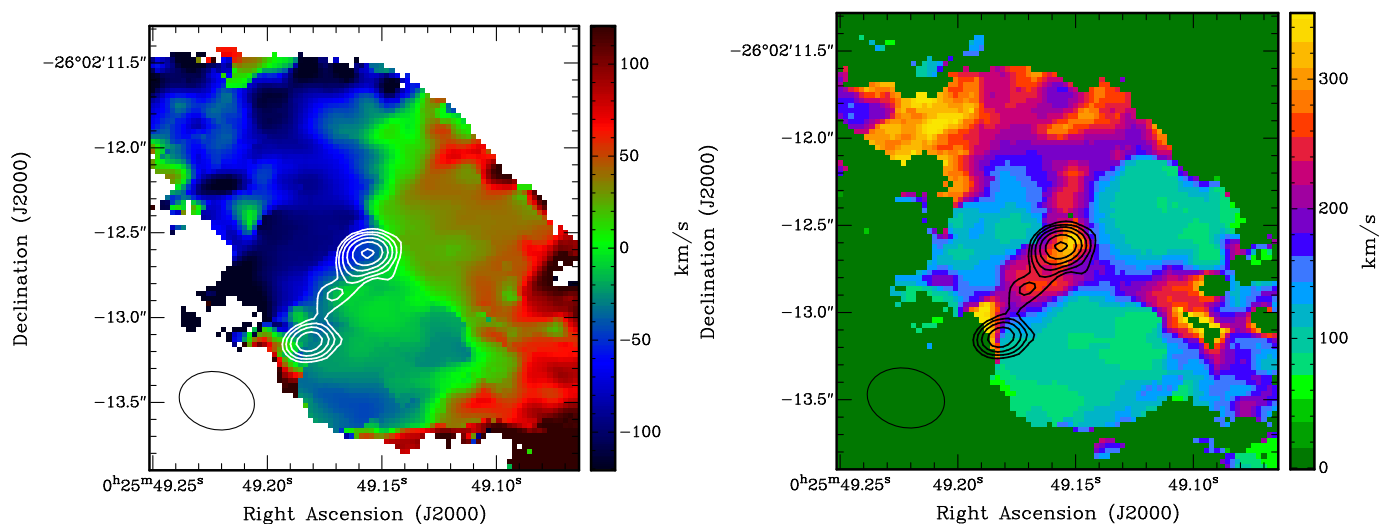 −26°02'11.5"
−12.0"
−12.5"
−13.0"
−13.5"
Declination (J2000)
0ʰ25ᵐ49.25ˢ
49.20ˢ
49.15ˢ
49.10ˢ
Right Ascension (J2000)
100
50
0
−50
−100
km/s
−26°02'11.5"
−12.0"
−12.5"
−13.0"
−13.5"
Declination (J2000)
0ʰ25ᵐ49.25ˢ
49.20ˢ
49.15ˢ
49.10ˢ
Right Ascension (J2000)
300
200
100
0
km/s